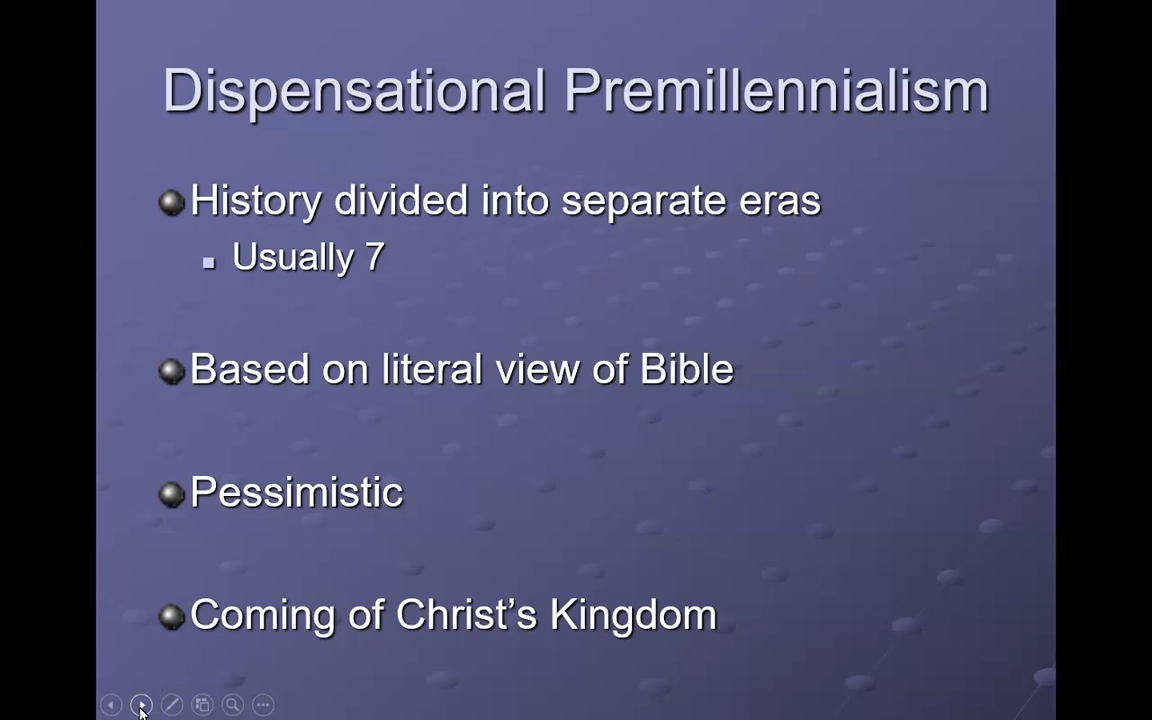 Dispensational Premillennialism
History divided into separate eras
Usually 7
Based on literal view of Bible
Pessimistic
Coming of Christ’s Kingdom